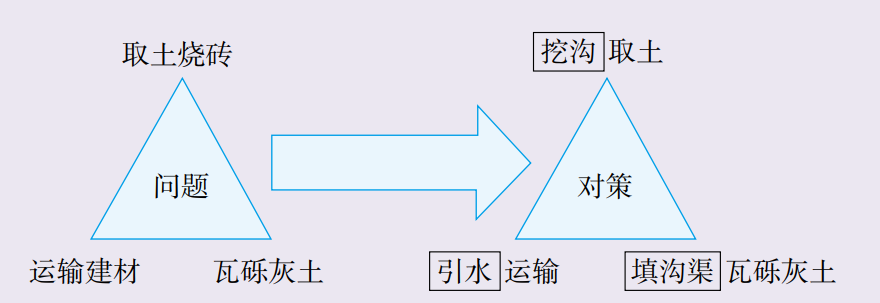 取土烧砖
挖沟 取土
问题
对策
运输建材
瓦砾灰土
引水 运输
填沟渠 瓦砾灰土